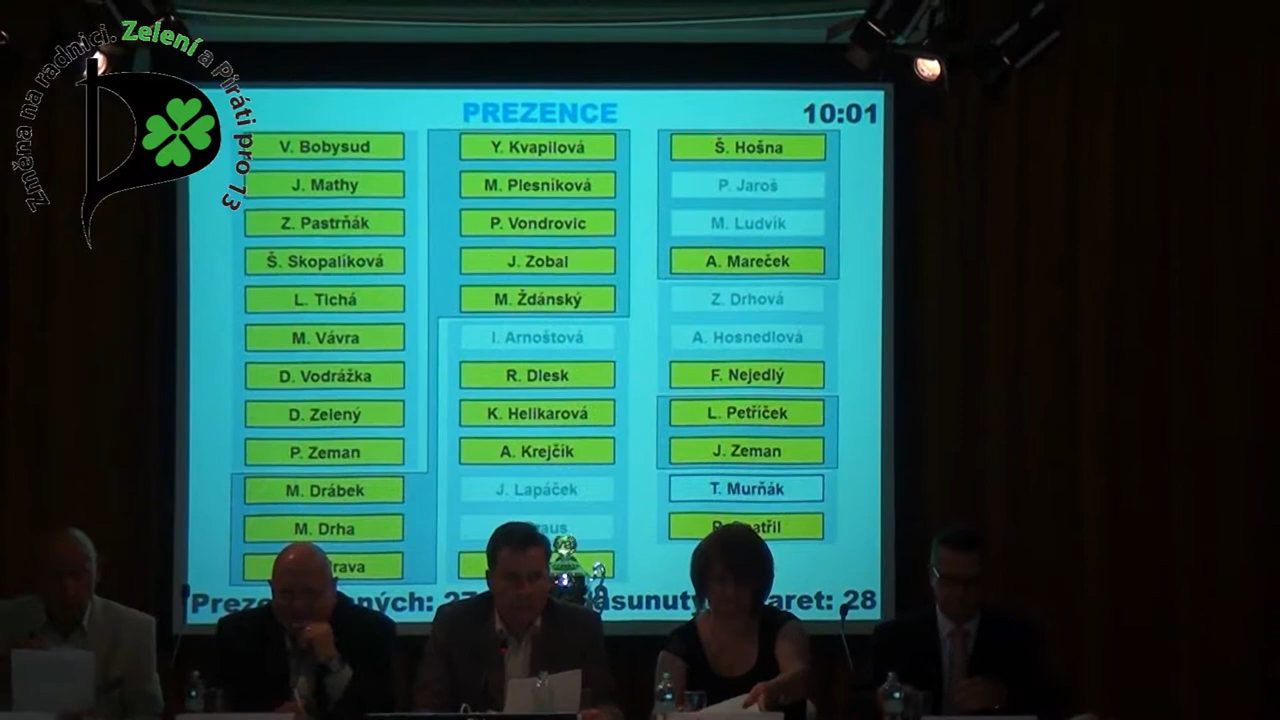 Změna na radnici. Zelení a Piráti pro 73
PREZENCE
10:01
V. Bobysud
J. Mathy
Z. Pastrňák
Š. Skopalíková
L. Tichá
M. Vávra
D. Vodrážka
D. Zelený
P. Zeman
M. Drábek
M. Drha
Y. Kvapilová
M. Plesníková
P. Vondrovic
J. Zobal
M. Ždánský
I. Arnoštová
R. Dlesk
K. Helikarová
A. Krejčík
J. Lapáček
Š. Hošna
P. Jaroš
M. Ludvík
A. Mareček
Z. Drhová
A. Hosnedlová
F. Nejedlý
L. Petříček
J. Zeman
T. Murňák
28